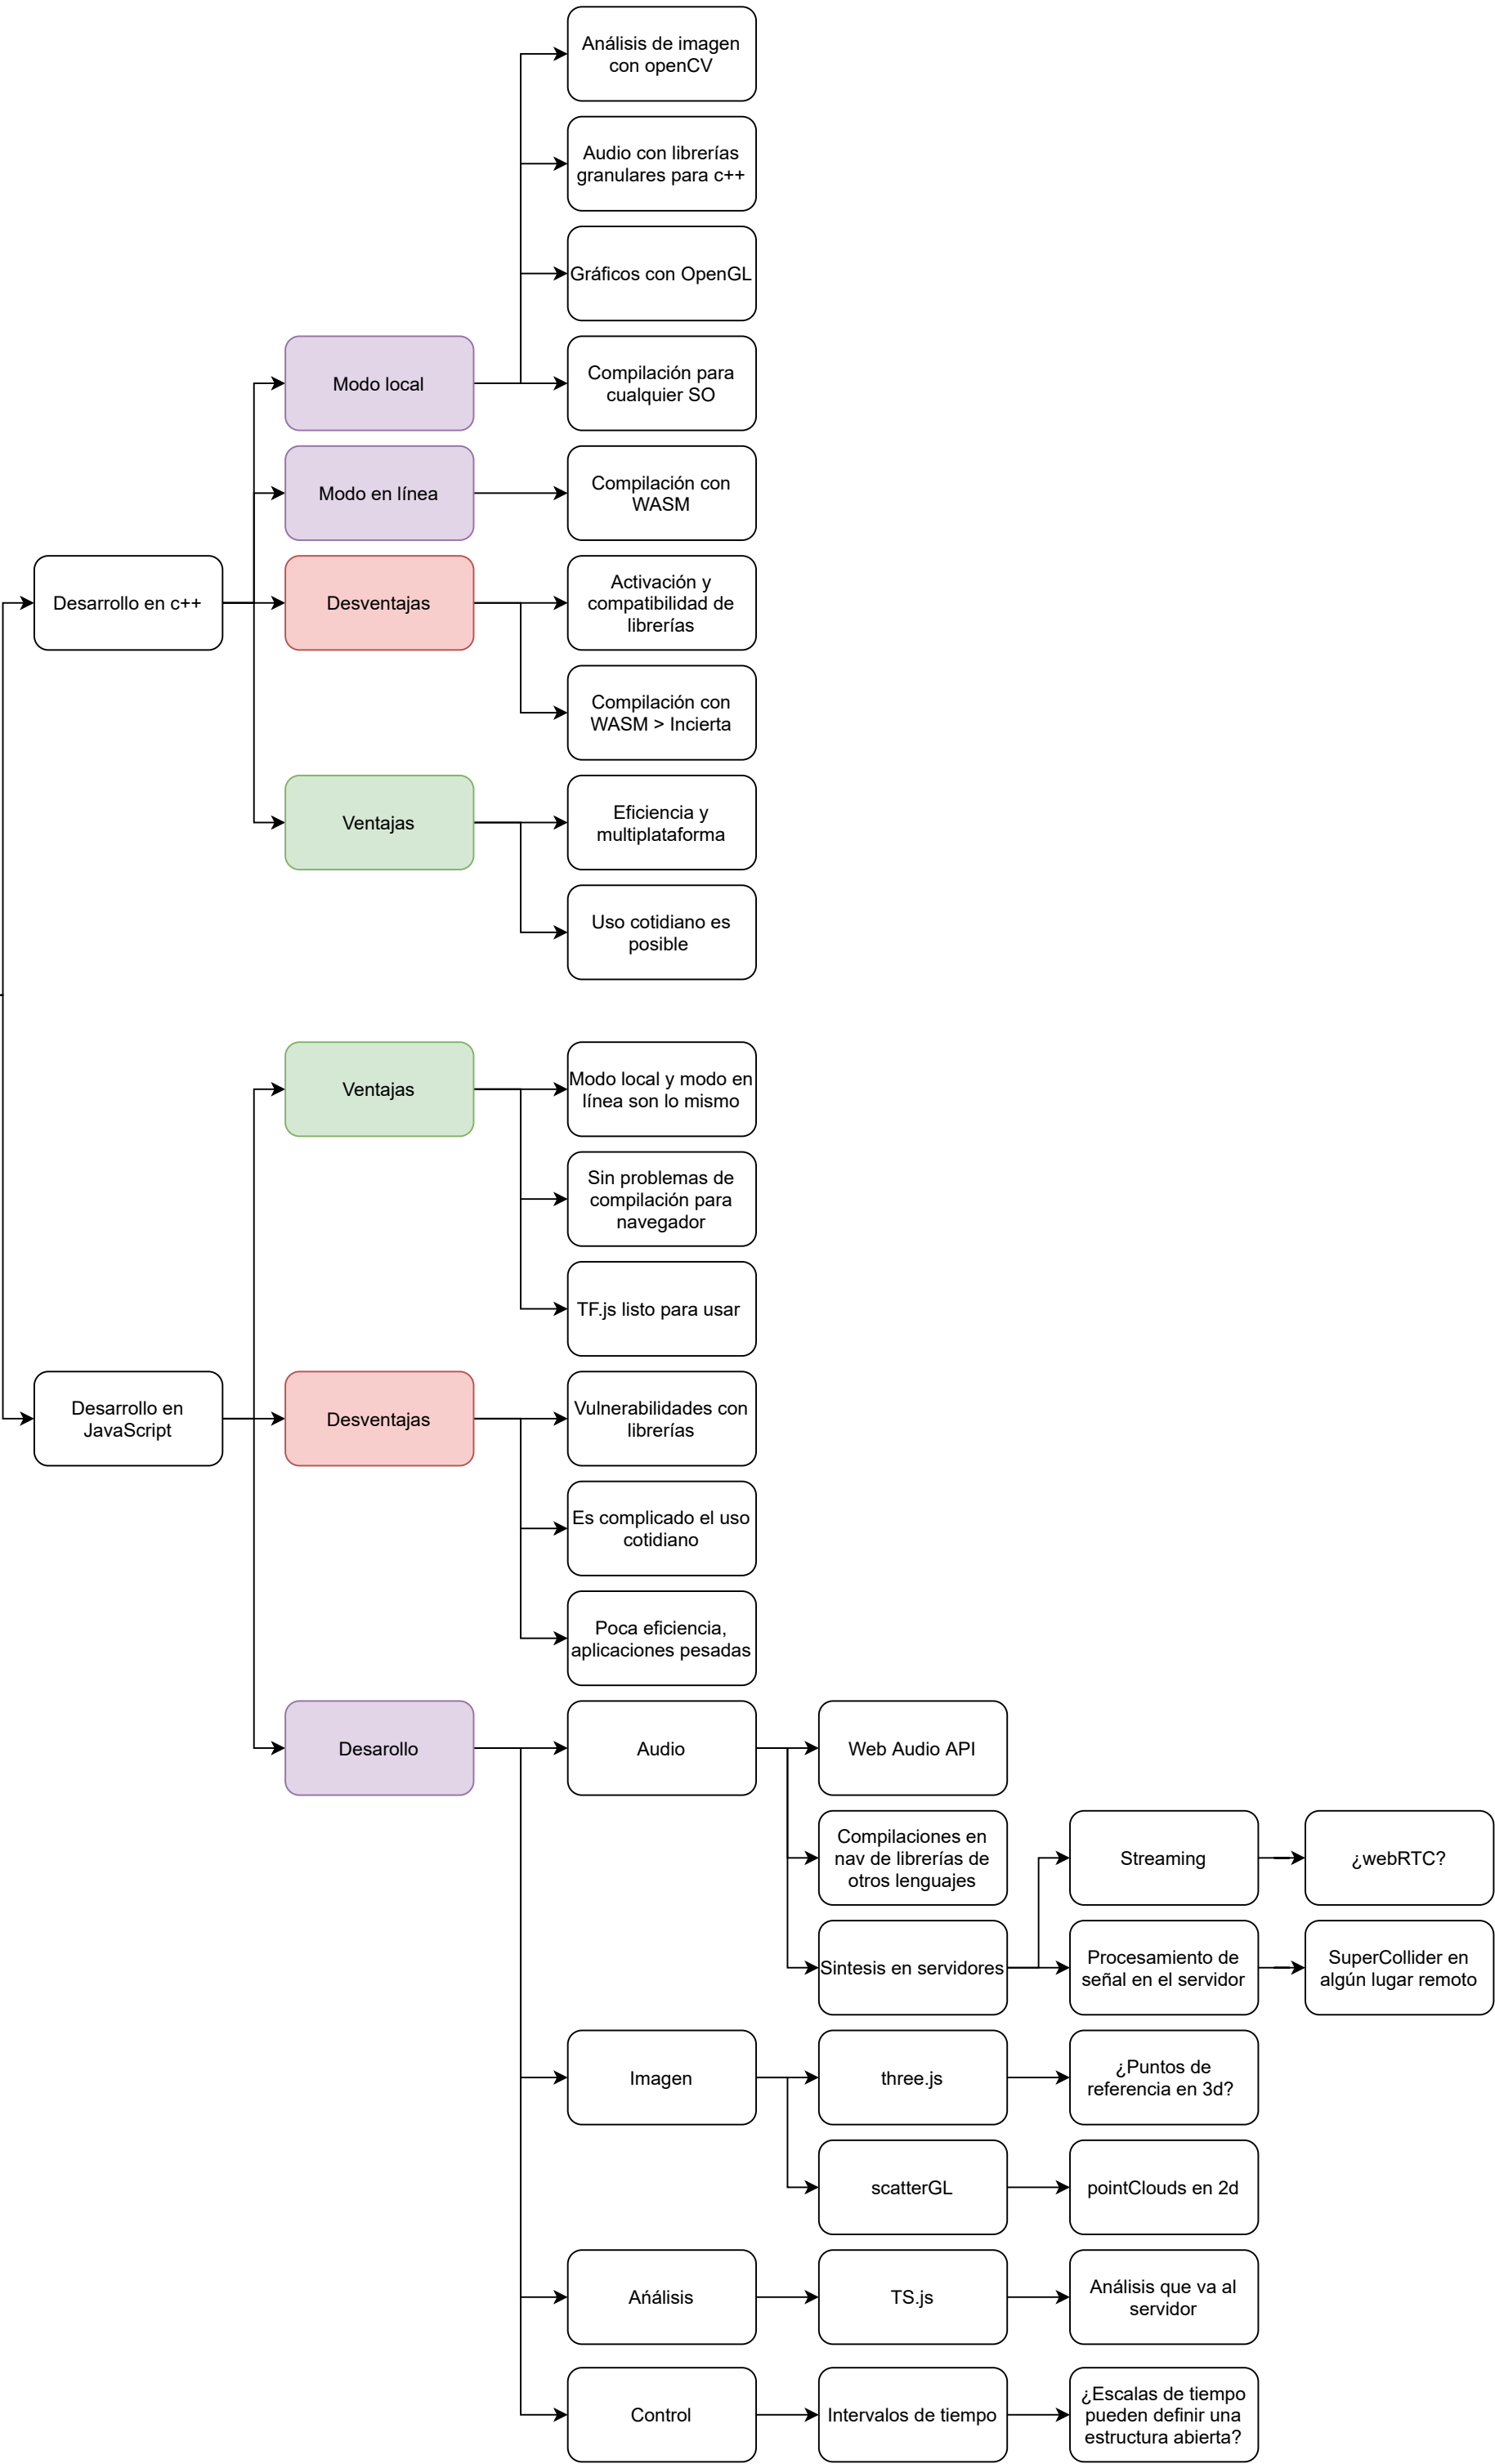 Análisis de imagen
con openCV
Audio con librerías
granulares para c++
Gráficos con OpenGL
Modo local
Compilación para
cualquier SO
Modo en línea
Compilación con
WASM
Desarrollo en c++
Desventajas
Activación y
compatibilidad de
librerías
Compilación con
WASM > Incierta
Ventajas
Eficiencia y
multiplataforma
Uso cotidiano es
posible
Ventajas
Modo local y modo en
línea son lo mismo
Sin problemas de
compilación para
navegador
TF.js listo para usar
Desarrollo en
JavaScript
Desventajas
Vulnerabilidades con
librerías
Es complicado el uso
cotidiano
Poca eficiencia,
aplicaciones pesadas
Desarollo
Audio
Web Audio API
Compilaciones en
nav de librerías de
otros lenguajes
Streaming
¿webRTC?
Sintesis en servidores
Procesamiento de
señal en el servidor
SuperCollider en
algún lugar remoto
Imagen
three.js
¿Puntos de
referencia en 3d?
scatterGL
pointClouds en 2d
Ańálisis
TS.js
Análisis que va al
servidor
Control
Intervalos de tiempo
¿Escalas de tiempo
pueden definir una
estructura abierta?